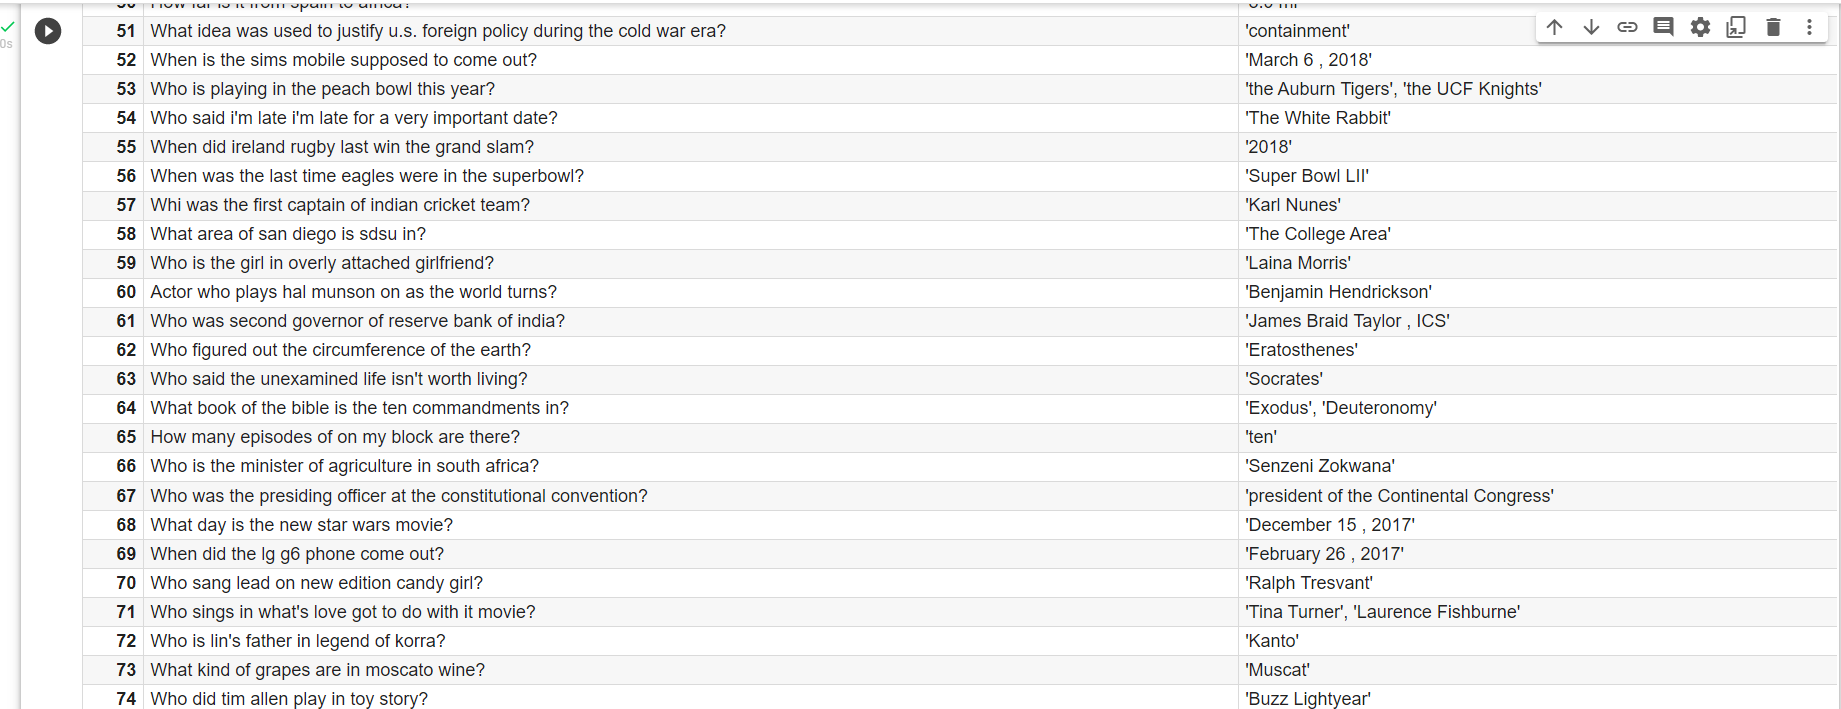 50 How far is it from spain to africa? '8.0 mi'
0s
51 What idea was used to justify u.s. foreign policy during the cold war era? 'containment'
52 When is the sims mobile supposed to come out? 'March 6 , 2018'
53 Who is playing in the peach bowl this year? 'the Auburn Tigers', 'the UCF Knights'
54 Who said i'm late i'm late for a very important date? 'The White Rabbit'
55 When did ireland rugby last win the grand slam? '2018'
56 When was the last time eagles were in the superbowl? 'Super Bowl LII'
57 Whi was the first captain of indian cricket team? 'Karl Nunes'
58 What area of san diego is sdsu in? 'The College Area'
59 Who is the girl in overly attached girlfriend? 'Laina Morris'
60 Actor who plays hal munson on as the world turns? 'Benjamin Hendrickson'
61 Who was second governor of reserve bank of india? 'James Braid Taylor , ICS'
62 Who figured out the circumference of the earth? 'Eratosthenes'
63 Who said the unexamined life isn't worth living? 'Socrates'
64 What book of the bible is the ten commandments in? 'Exodus', 'Deuteronomy'
65 How many episodes of on my block are there? 'ten'
66 Who is the minister of agriculture in south africa? 'Senzeni Zokwana'
67 Who was the presiding officer at the constitutional convention? 'president of the Continental Congress'
68 What day is the new star wars movie? 'December 15 , 2017'
69 When did the lg g6 phone come out? 'February 26 , 2017'
70 Who sang lead on new edition candy girl? 'Ralph Tresvant'
71 Who sings in what's love got to do with it movie? 'Tina Turner', 'Laurence Fishburne'
72 Who is lin's father in legend of korra? 'Kanto'
73 What kind of grapes are in moscato wine? 'Muscat'
74 Who did tim allen play in toy story? 'Buzz Lightyear'